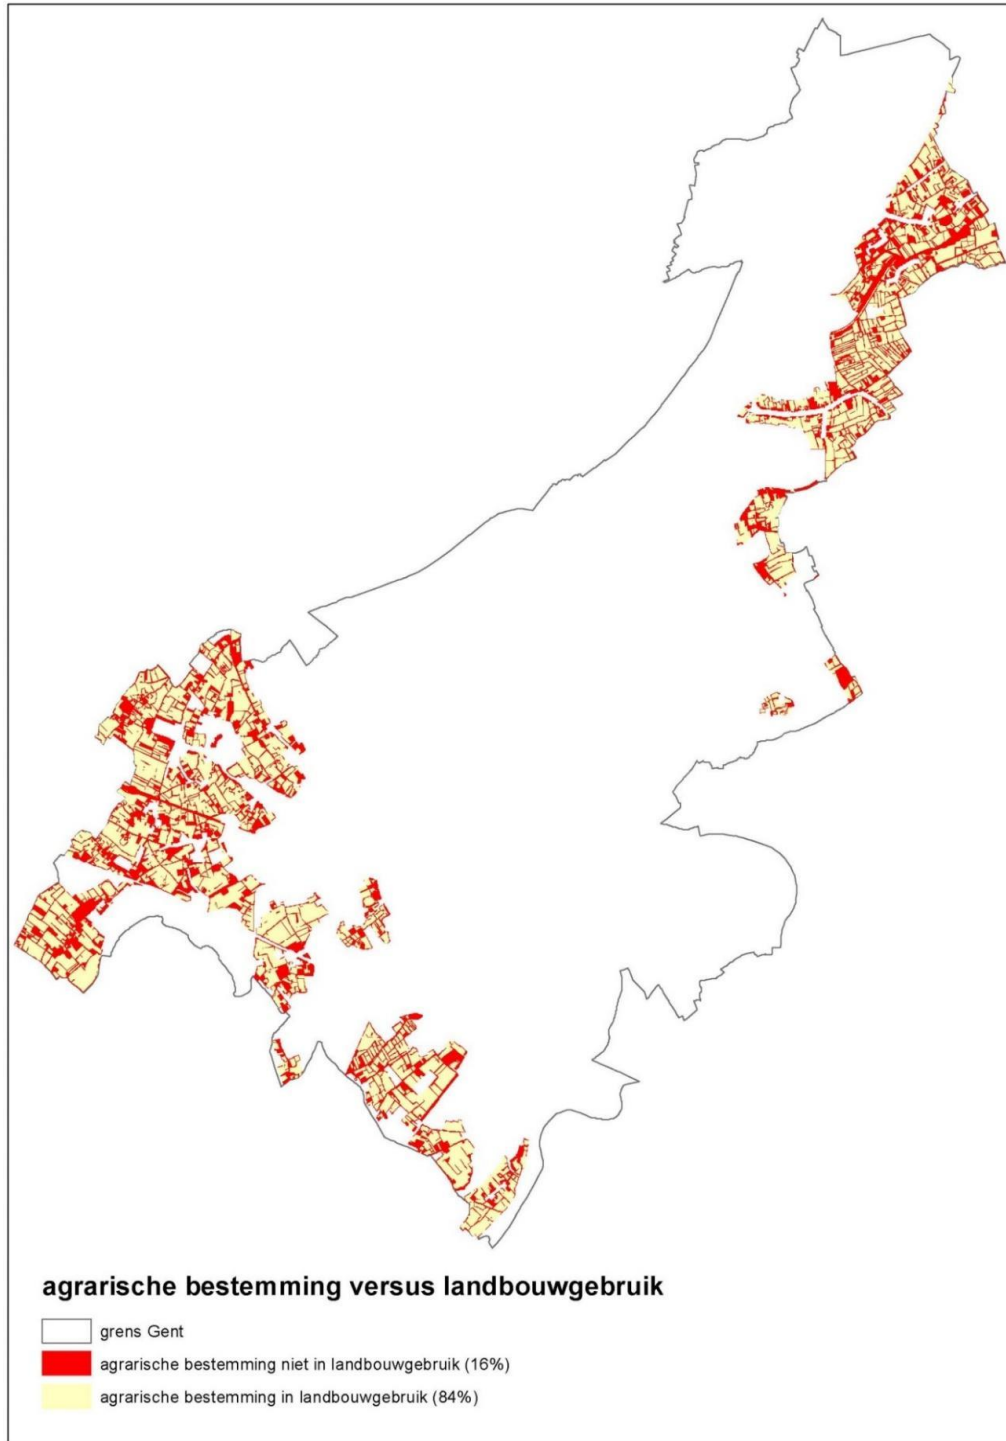 agrarische bestemming versus landbouwgebruik
grens Gent
agrarische bestemming niet in landbouwgebruik (16%)
agrarische bestemming in landbouwgebruik (84%)